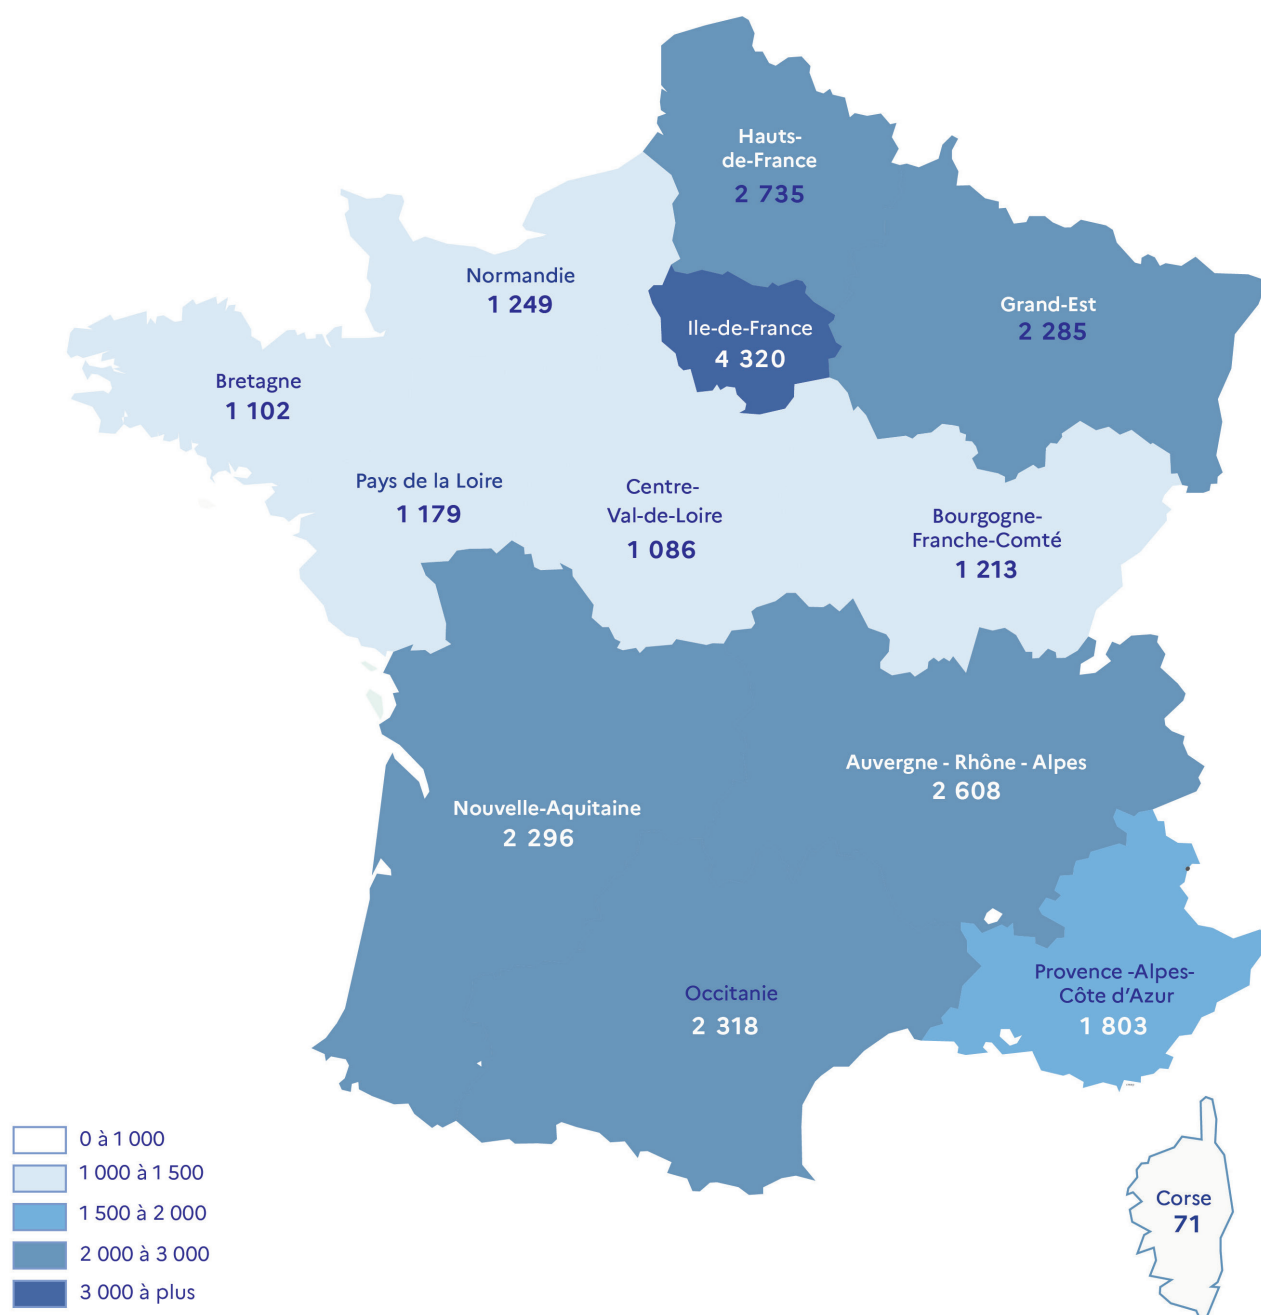 Hauts-
de-France
2 735
Normandie
1 249
Ile-de-France
4 320
Grand-Est
2 285
Bretagne
1 102
Pays de la Loire
1 179
Centre-
Val-de-Loire
1 086
Bourgogne-
Franche-Comté
1 213
Auvergne - Rhône - Alpes
2 608
Nouvelle-Aquitaine
2 296
Occitanie
2 318
Provence -Alpes-
Côte d’Azur
1 803
Corse
71
0 à 1 000
1 000 à 1 500
1 500 à 2 000
2 000 à 3 000
3 000 à plus